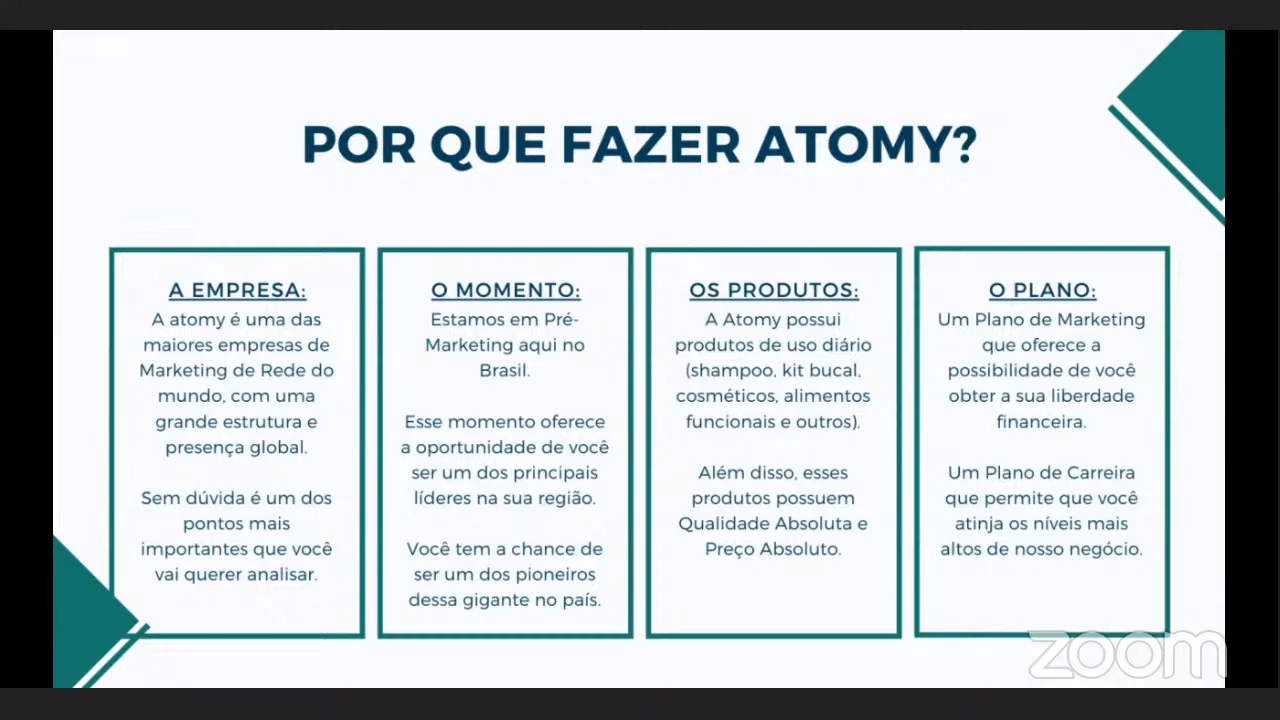 POR QUE FAZER ATOMY?
A EMPRESA:
A atomy é uma das
maiores empresas de
Marketing de Rede do
mundo, com uma
grande estrutura e
presença global.
Sem dúvida é um dos
pontos mais
importantes que você
vai querer analisar.
O MOMENTO:
Estamos em Pré-
Marketing aqui no
Brasil.
Esse momento oferece
a oportunidade de você
ser um dos principais
líderes na sua região.
Você tem a chance de
ser um dos pioneiros
dessa gigante no país.
OS PRODUTOS:
A Atomy possui
produtos de uso diário
(shampoo, kit bucal,
cosméticos, alimentos
funcionais e outros).
Além disso, esses
produtos possuem
Qualidade Absoluta e
Preço Absoluto.
O PLANO:
Um Plano de Marketing
que oferece a
possibilidade de você
obter a sua liberdade
financeira.
Um Plano de Carreira
que permite que você
atinja os níveis mais
altos de nosso negócio.
zoom